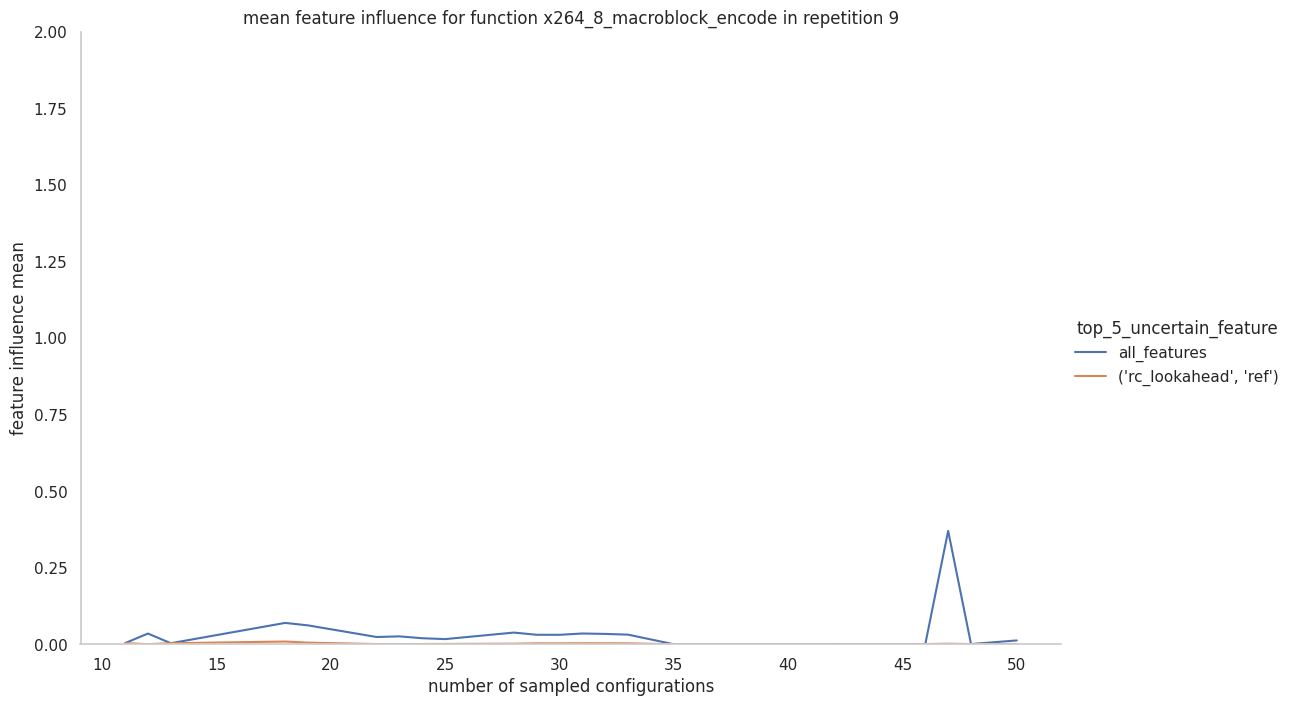 mean feature influence for function x264_8_macroblock_encode in repetition 9
2.00
1.75
1.50
1.25
1.00
0.75
0.50
0.25
0.00
feature influence mean
10 15 20 25 30 35 40 45 50
number of sampled configurations
top_5_uncertain_feature
all_features
('rc_lookahead', 'ref')